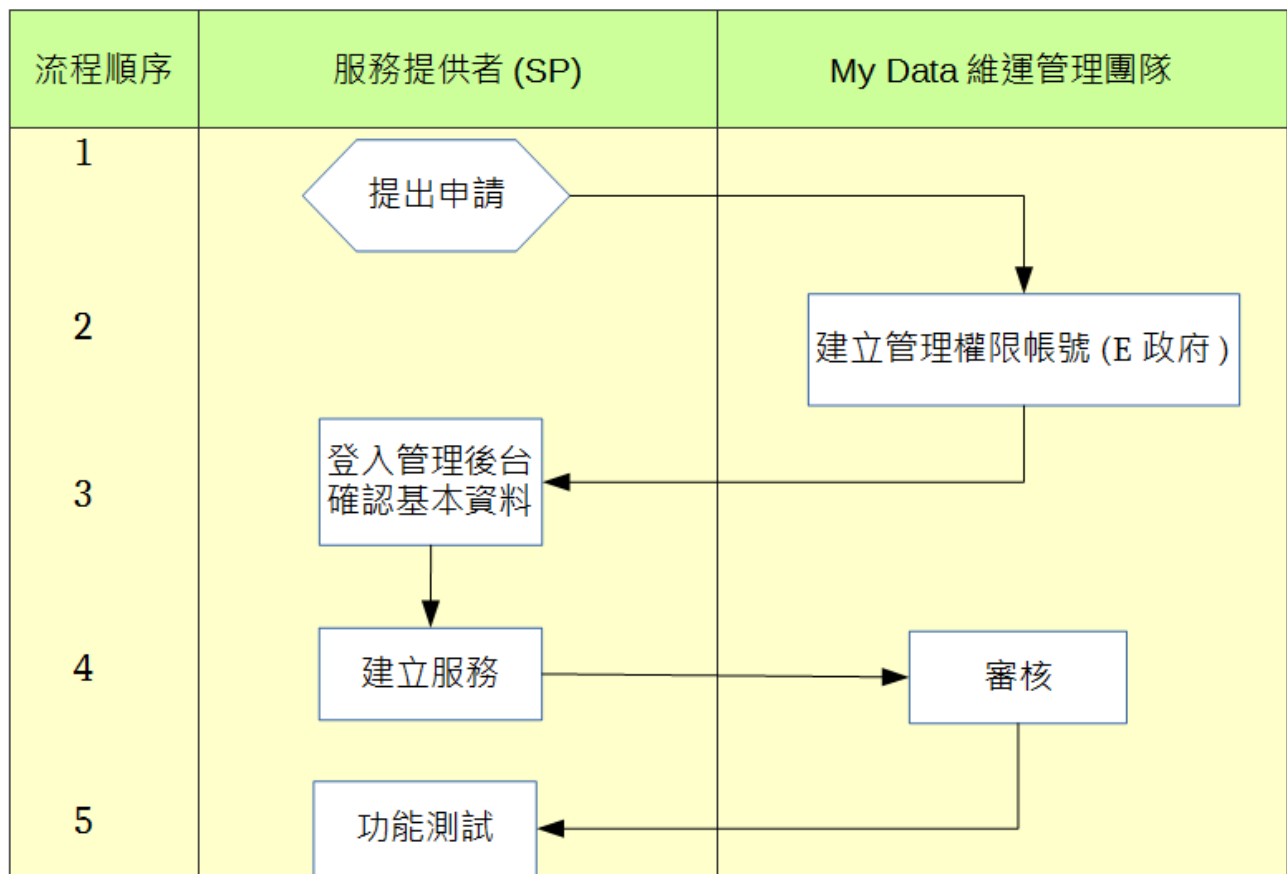 流程順序
服務提供者 (SP)
My Data 維運管理團隊
1
提出申請
2
建立管理權限帳號 (E 政府 )
3
登入管理後台
確認基本資料
4
建立服務
審核
5
功能測試